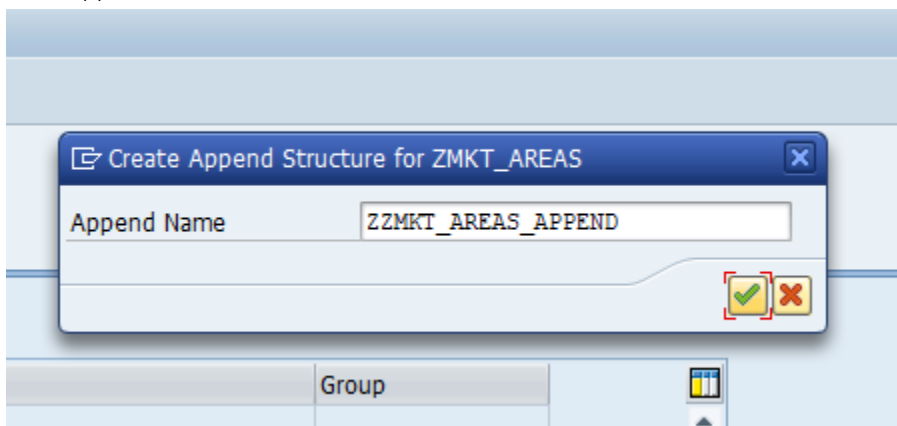 Create Append Structure for ZMKT_AREAS
Append Name ZZMKT_AREAS_APPEND
Group